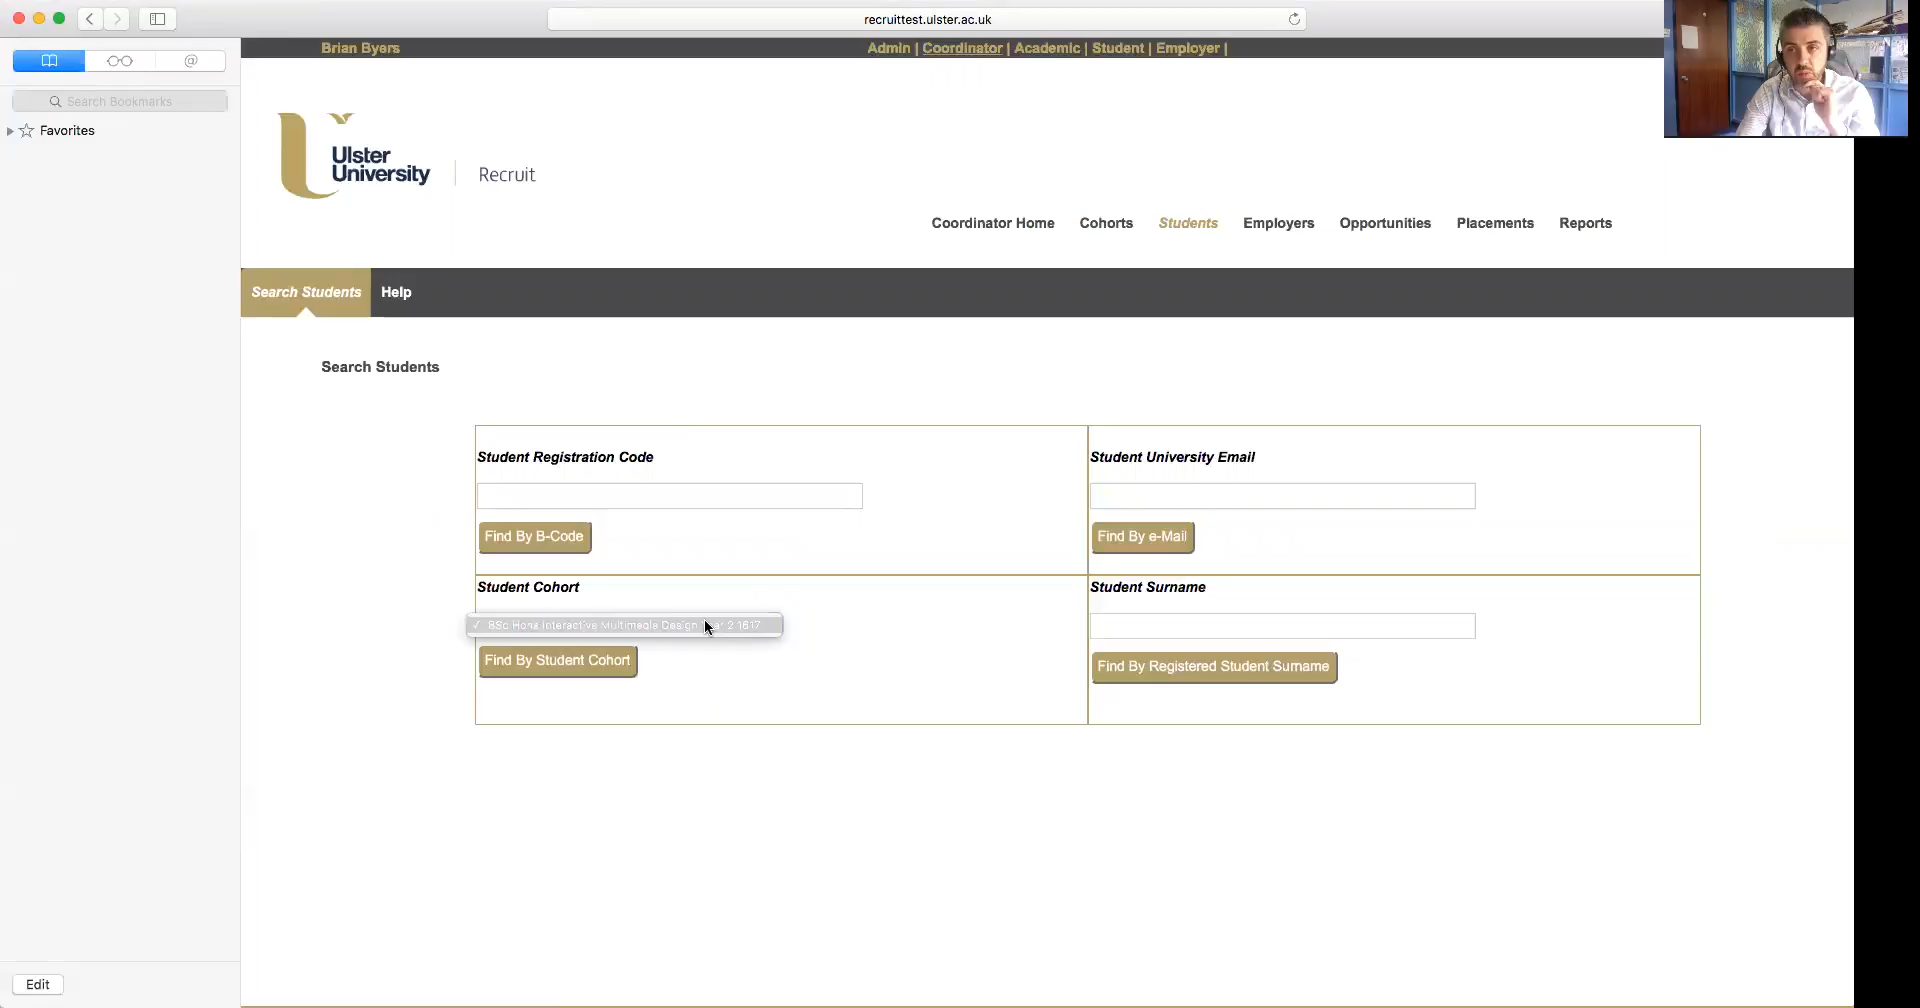 recruittest.ulster.ac.uk
Brian Byers
Admin | Coordinator | Academic | Student | Employer |
Search Bookmarks
Favorites
Ulster
University
Recruit
Coordinator Home Cohorts Students Employers Opportunities Placements Reports
Search Students Help
Search Students
Student Registration Code
Student University Email
Find By B-Code
Find By e-Mail
Student Cohort
Student Surname
✓ BSc Hons Interactive Multimedia Design 2 1617
Find By Student Cohort
Find By Registered Student Surname
Edit